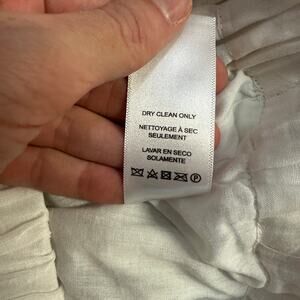 DRY CLEAN ONLY
NETTOYAGE À SEC
SEULEMENT
LAVAR EN SECO
SOLAMENTE
P